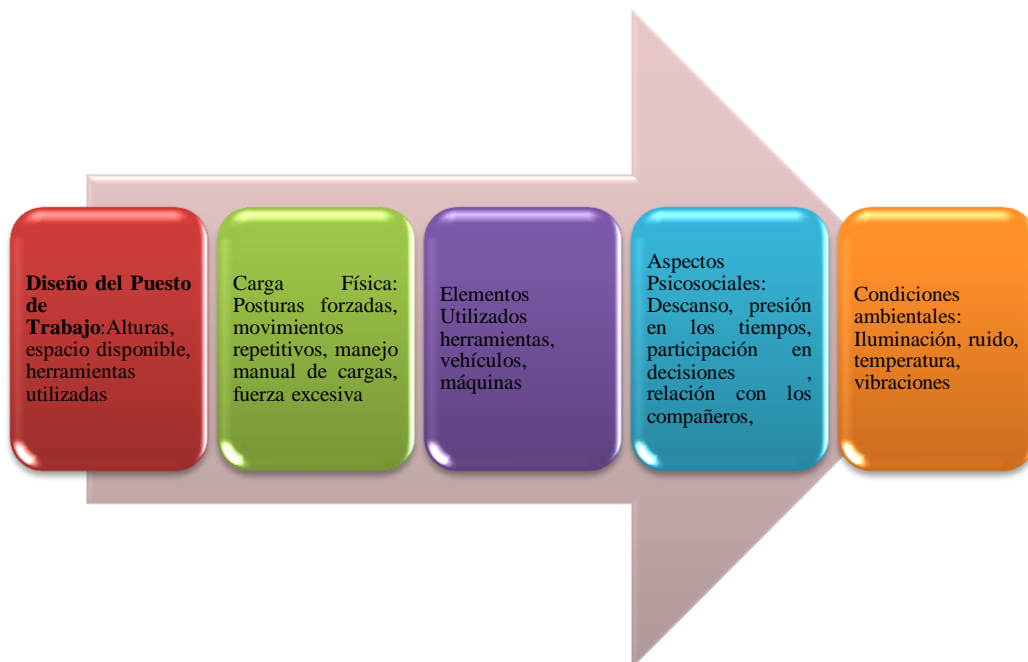 Diseño del Puesto
de
Trabajo:Alturas,
espacio disponible,
herramientas
utilizadas
Carga Física:
Posturas forzadas,
movimientos
repetitivos, manejo
manual de cargas,
fuerza excesiva
Elementos
Utilizados
herramientas,
vehículos,
máquinas
Aspectos
Psicosociales:
Descanso, presión
en los tiempos,
participación en
decisiones ,
relación con los
compañeros,
Condiciones
ambientales:
Iluminación, ruido,
temperatura,
vibraciones